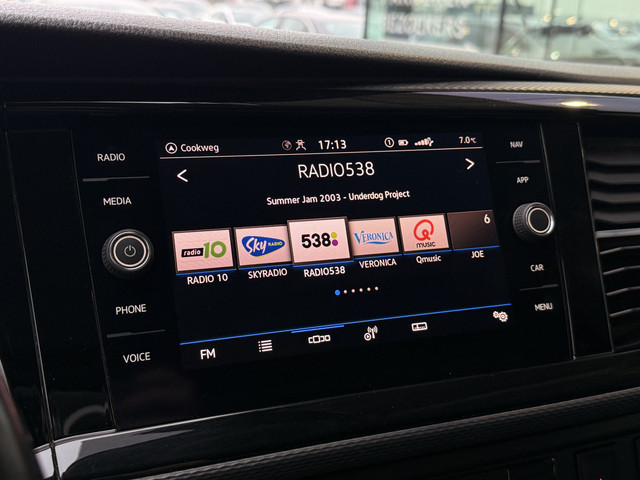 RADIO
MEDIA
PHONE
VOICE
NAV
APP
CAR
MENU
Cookweg
17:13
1
7.0°C
RADIO538
Summer Jam 2003 - Underdog Project
radio 10
Sky RADIO
538
VERONICA
Q music
6
RADIO 10
SKYRADIO
RADIO538
VERONICA
Qmusic
JOE
FM